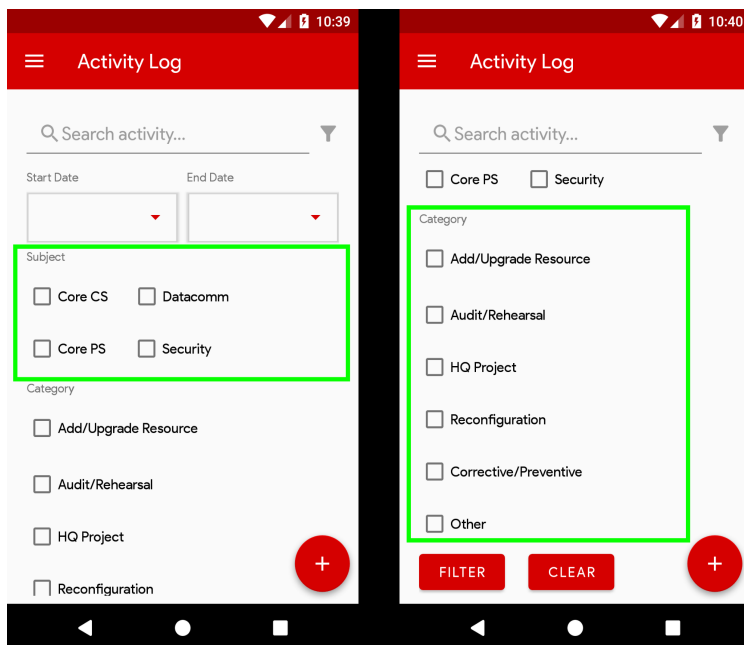 10:39
Activity Log
Search activity...
Start Date End Date
Subject
Core CS Datacomm
Core PS Security
Category
Add/Upgrade Resource
Audit/Rehearsal
HQ Project
+
Reconfiguration
10:40
Activity Log
Search activity...
Core PS Security
Category
Add/Upgrade Resource
Audit/Rehearsal
HQ Project
Reconfiguration
Corrective/Preventive
Other
FILTER CLEAR +